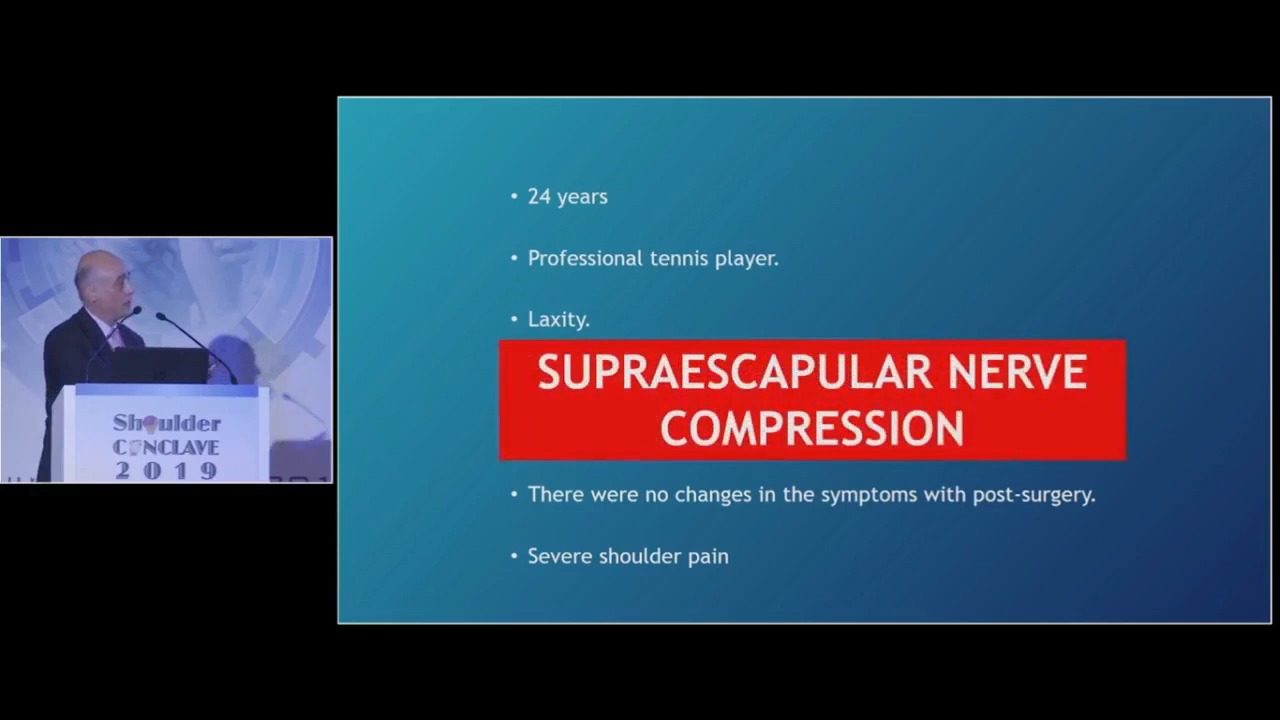 • 24 years
• Professional tennis player.
• Laxity.
SUPRAESCAPULAR NERVE
COMPRESSION
• There were no changes in the symptoms with post-surgery.
• Severe shoulder pain
Shoulder
CONCLAVE
2019